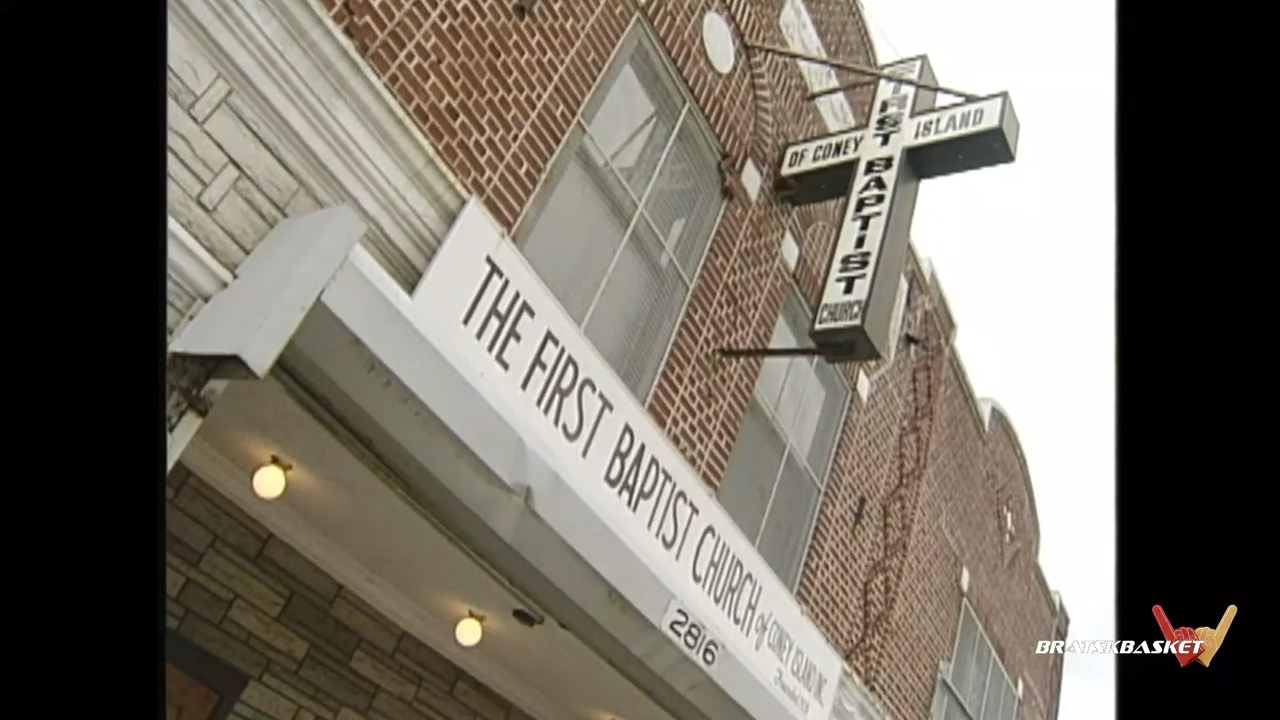 FIRST BAPTIST
CHURCH
OF CONEY ISLAND
THE FIRST BAPTIST CHURCH of CONEY ISLAND INC.
2816
BRATSKBASKET